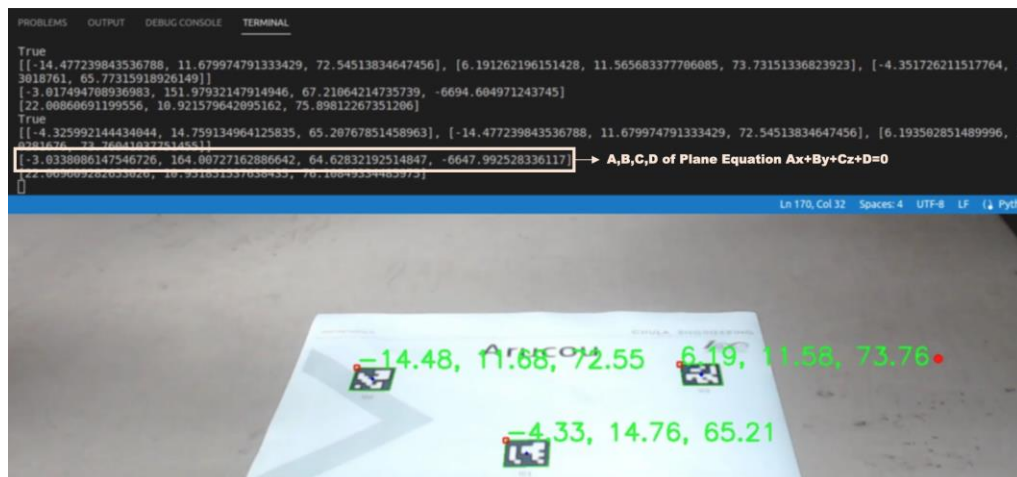 PROBLEMS OUTPUT DEBUG CONSOLE TERMINAL
True
[[-14.477239843536788, 11.679974791333429, 72.54513834647456], [6.191262196151428, 11.565683377706085, 73.73151336823923], [-4.351726211517764,
3018761, 65.77315918926149]]
[-3.017494708936983, 151.97932147914946, 67.21064214735739, -6694.604971243745]
[22.00860691199556, 10.921579642095162, 75.89812267351206]
True
[[-4.325992144434044, 14.759134964125835, 65.20767851458963], [-14.477239843536788, 11.679974791333429, 72.54513834647456], [6.193502851489996,
9281676, 73.76041037751455]]
[-3.0338086147546726, 164.00727162886642, 64.62832192514847, -6647.992528336117] A,B,C,D of Plane Equation Ax+By+Cz+D=0
Ln 170, Col 32 Spaces: 4 UTF-8 LF Pyt
-14.48, 11.68, 72.55 6.19, 11.58, 73.76
-4.33, 14.76, 65.21